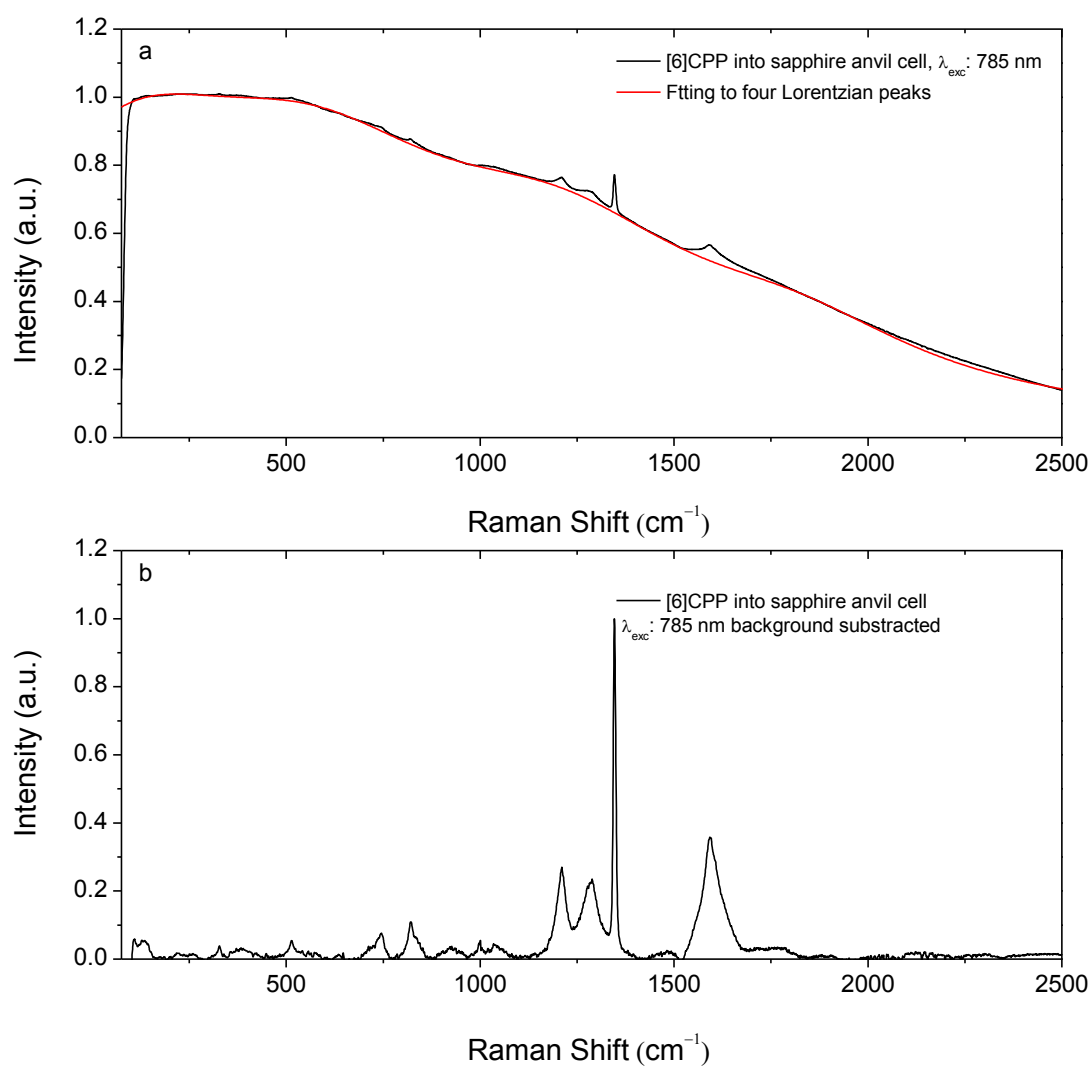 a
[6]CPP into sapphire anvil cell, λexc: 785 nm
Ftting to four Lorentzian peaks
1.2
1.0
0.8
0.6
0.4
0.2
0.0
Intensity (a.u.)
500 1000 1500 2000 2500
Raman Shift (cm⁻¹)
b
[6]CPP into sapphire anvil cell
λexc: 785 nm background substracted
1.2
1.0
0.8
0.6
0.4
0.2
0.0
Intensity (a.u.)
500 1000 1500 2000 2500
Raman Shift (cm⁻¹)